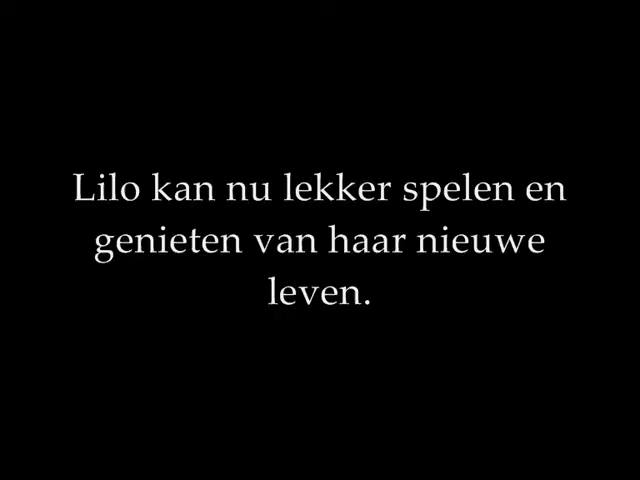 Lilo kan nu lekker spelen en
genieten van haar nieuwe
leven.